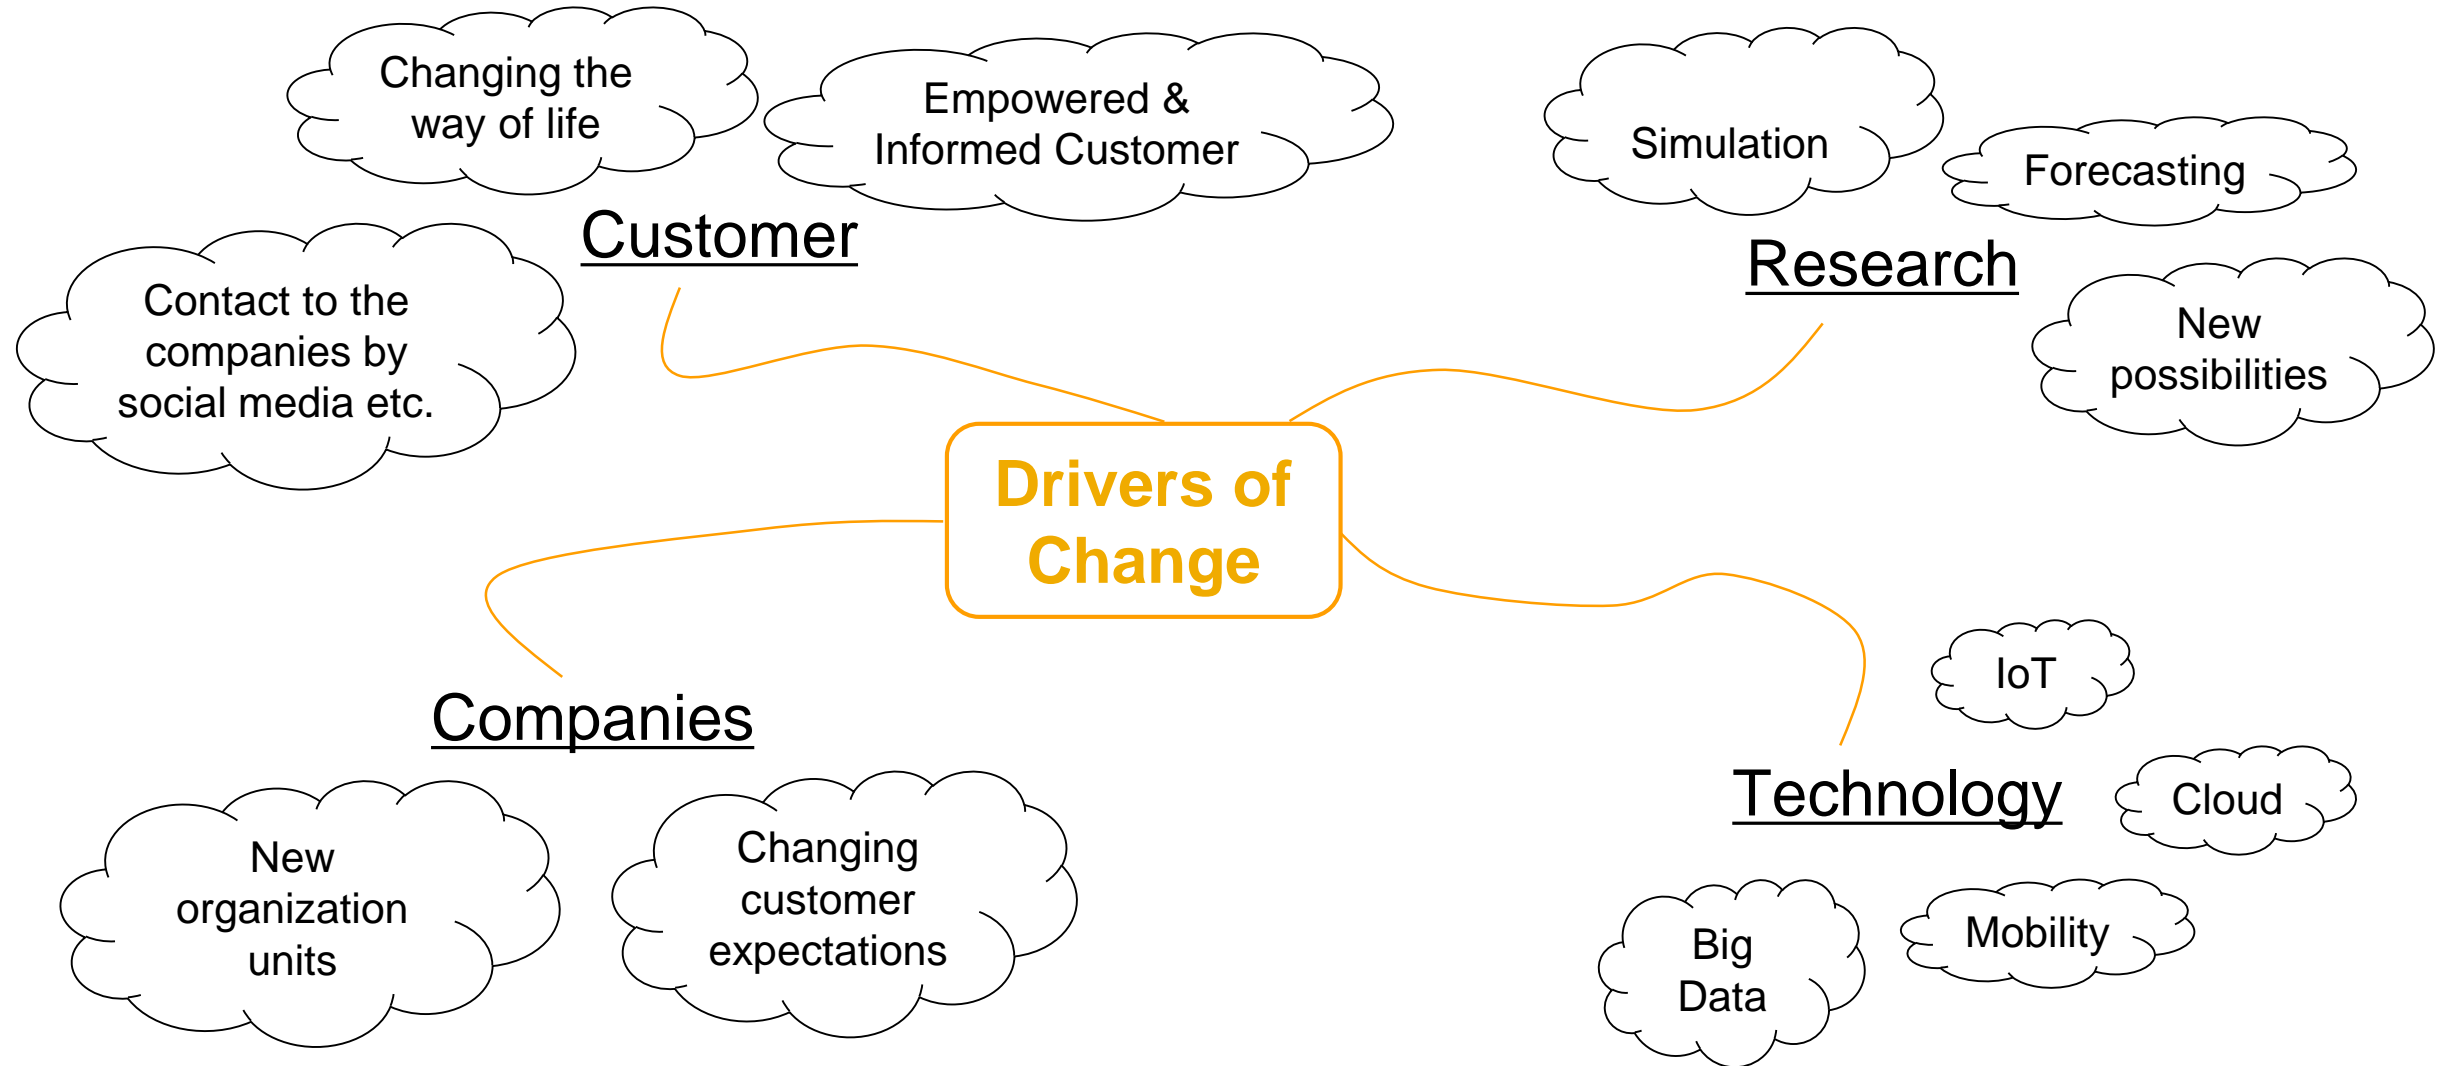 Changing the
way of life
Empowered &
Informed Customer
Customer
Contact to the
companies by
social media etc.
Simulation
Forecasting
Research
New
possibilities
Drivers of
Change
Companies
New
organization
units
Changing
customer
expectations
IoT
Technology
Cloud
Big
Data
Mobility